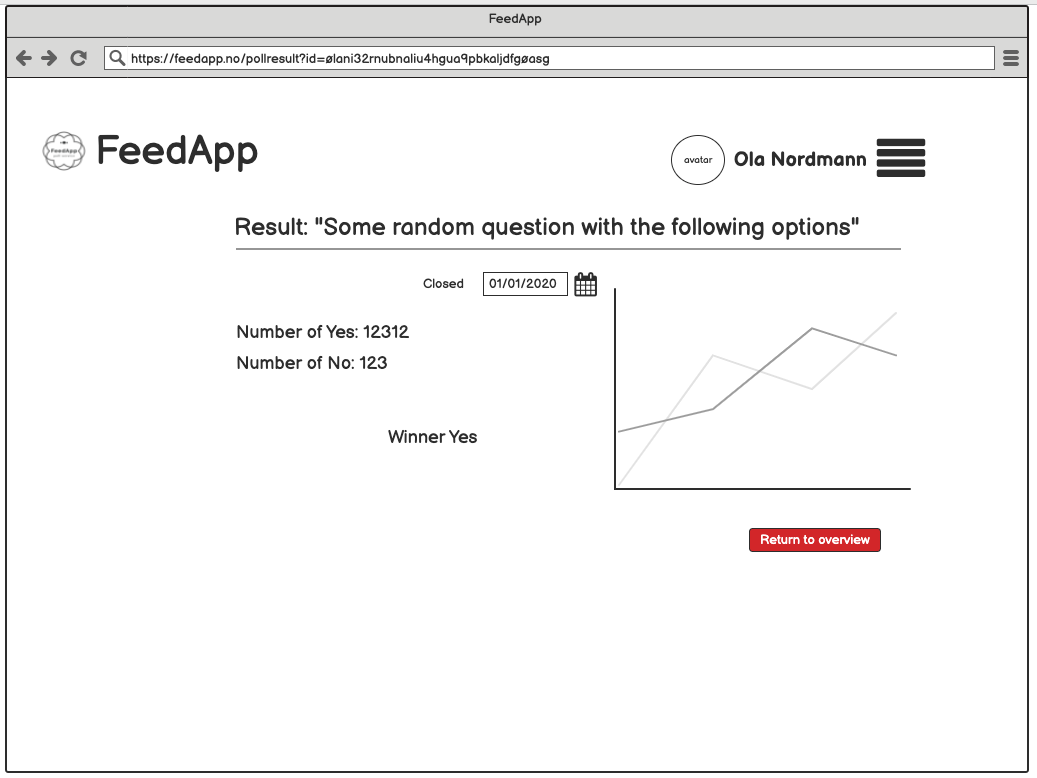 FeedApp
https://feedapp.no/pollresult?id=ølani32rnubnaliu4hgua9pbkaljdfgøasg
FeedApp
FeedApp
avatar
Ola Nordmann
Result: "Some random question with the following options"
Closed
01/01/2020
Number of Yes: 12312
Number of No: 123
Winner Yes
Return to overview